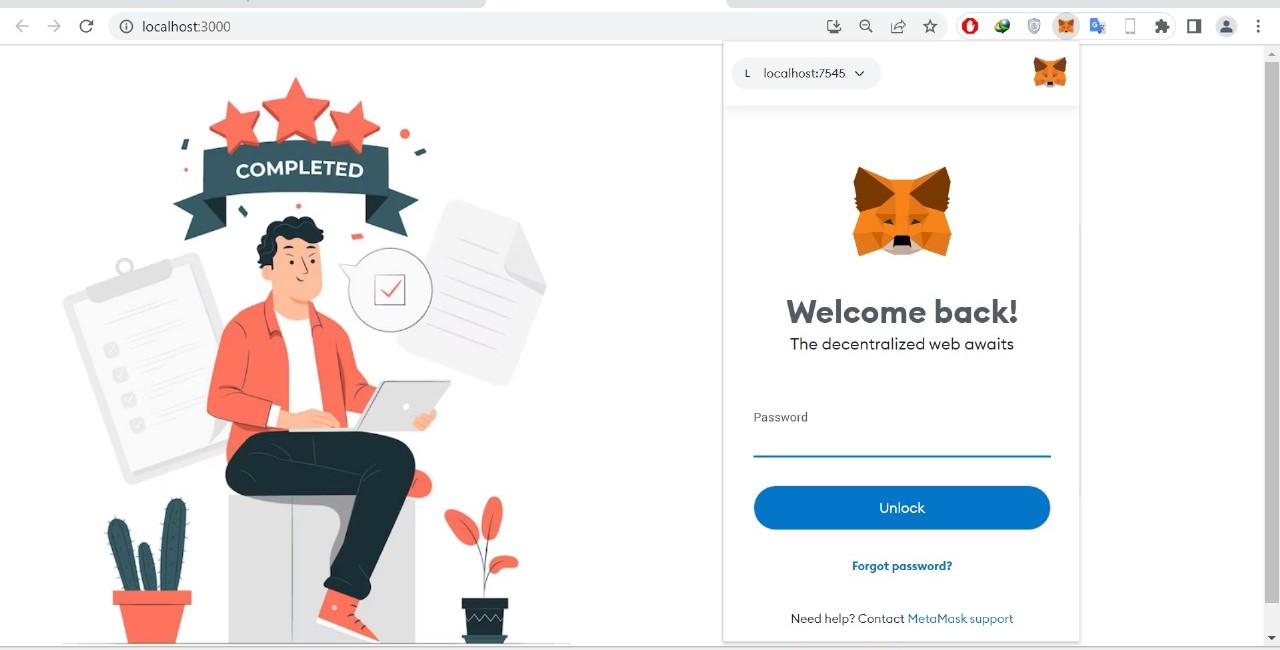 localhost:3000
L localhost:7545
COMPLETED
Welcome back!
The decentralized web awaits
Password
Unlock
Forgot password?
Need help? Contact MetaMask support